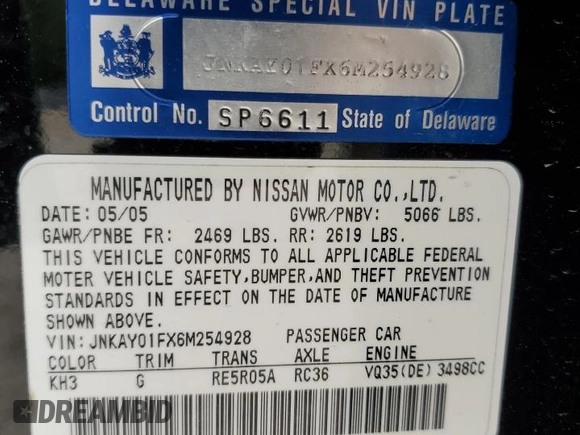 DELAWARE SPECIAL VIN PLATE
JNKAY01FX6M254928
Control No. SP6611 State of Delaware
MANUFACTURED BY NISSAN MOTOR CO.,LTD.
DATE: 05/05 GVWR/PNBV: 5066 LBS.
GAWR/PNBE FR: 2469 LBS. RR: 2619 LBS.
THIS VEHICLE CONFORMS TO ALL APPLICABLE FEDERAL
MOTER VEHICLE SAFETY,BUMPER,AND THEFT PREVENTION
STANDARDS IN EFFECT ON THE DATE OF MANUFACTURE
SHOWN ABOVE.
VIN: JNKAY01FX6M254928 PASSENGER CAR
COLOR TRIM TRANS AXLE ENGINE
KH3 G RE5R05A RC36 VQ35(DE) 3498CC
DREAMBID